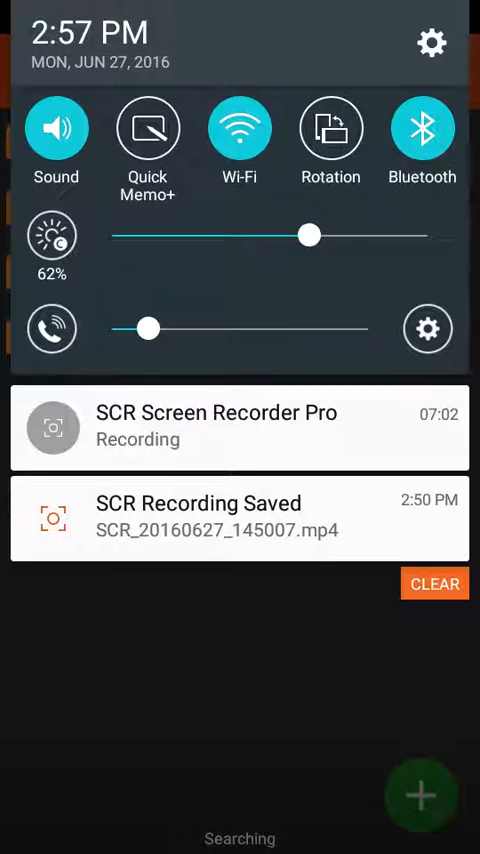 2:57 PM
MON, JUN 27, 2016
Sound
Quick
Memo+
Wi-Fi
Rotation
Bluetooth
62%
SCR Screen Recorder Pro
07:02
Recording
SCR Recording Saved
2:50 PM
SCR_20160627_145007.mp4
CLEAR
Searching